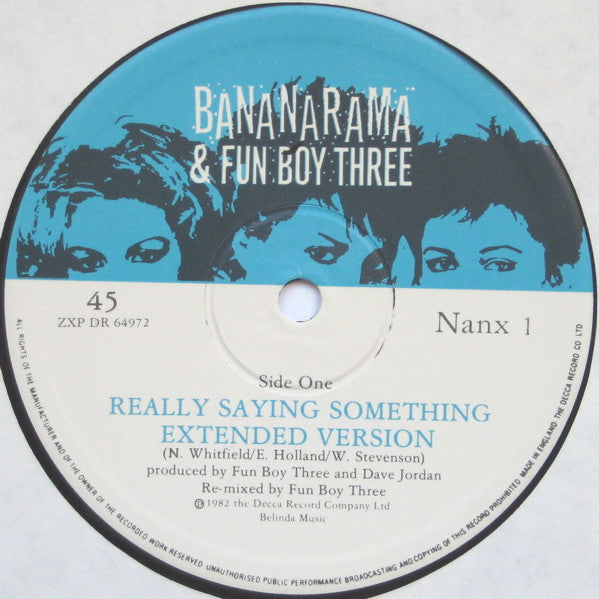 BANANARAMA
& FUN BOY THREE
45
ZXP DR 64972
Nanx 1
Side One
REALLY SAYING SOMETHING
EXTENDED VERSION
(N. Whitfield/E. Holland/W. Stevenson)
produced by Fun Boy Three and Dave Jordan
Re-mixed by Fun Boy Three
℗©1982 the Decca Record Company Ltd
Belinda Music
ALL RIGHTS OF THE MANUFACTURER AND OF THE OWNER OF THE RECORDED WORK RESERVED UNAUTHORISED PUBLIC PERFORMANCE BROADCASTING AND COPYING OF THIS RECORD PROHIBITED MADE IN ENGLAND. THE DECCA RECORD CO LTD